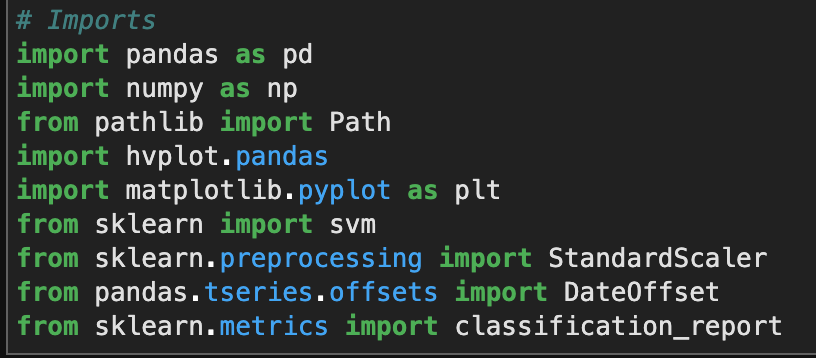 # Imports
import pandas as pd
import numpy as np
from pathlib import Path
import hvplot.pandas
import matplotlib.pyplot as plt
from sklearn import svm
from sklearn.preprocessing import StandardScaler
from pandas.tseries.offsets import DateOffset
from sklearn.metrics import classification_report